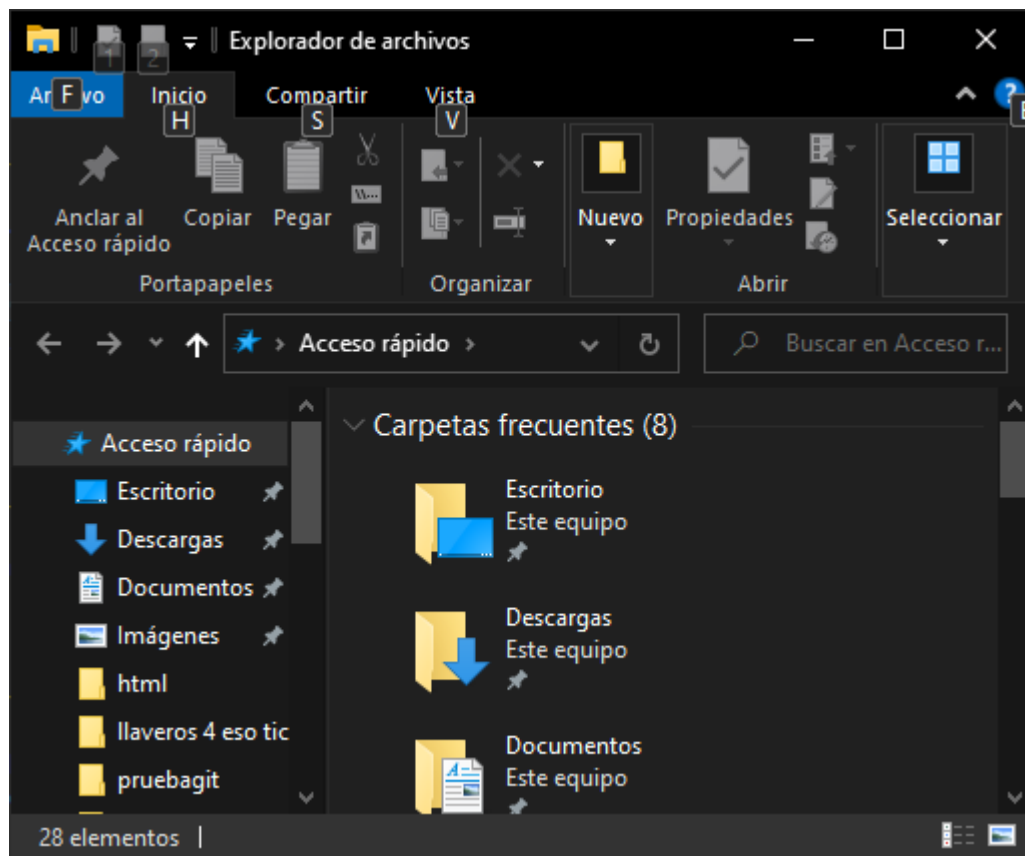 Explorador de archivos
1
2
Archivo
F
Inicio
H
Compartir
S
Vista
V
?
Anclar al
Acceso rápido
Copiar
Pegar
Nuevo
Propiedades
Seleccionar
Portapapeles
Organizar
Abrir
Acceso rápido
Buscar en Acceso r...
Acceso rápido
Escritorio
Descargas
Documentos
Imágenes
html
llaveros 4 eso tic
pruebagit
Carpetas frecuentes (8)
Escritorio
Este equipo
Descargas
Este equipo
Documentos
Este equipo
28 elementos